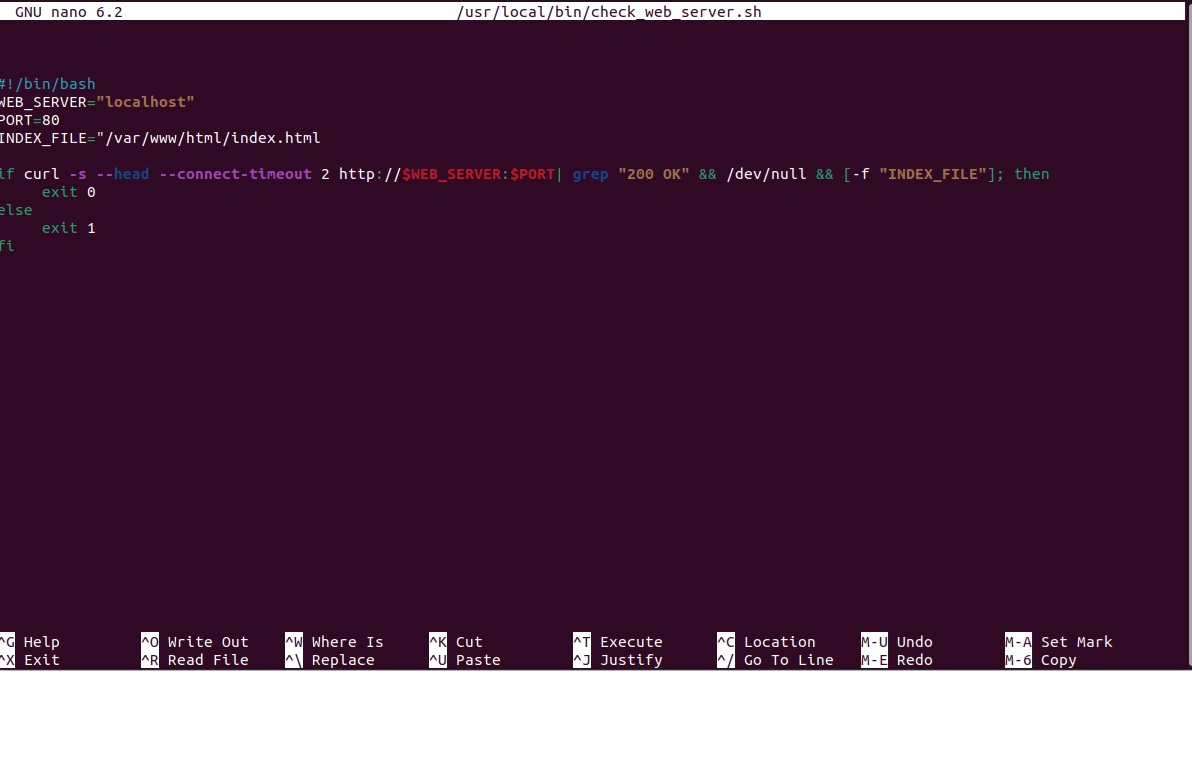 GNU nano 6.2 /usr/local/bin/check_web_server.sh
#!/bin/bash
WEB_SERVER="localhost"
PORT=80
INDEX_FILE="/var/www/html/index.html
if curl -s --head --connect-timeout 2 http://$WEB_SERVER:$PORT| grep "200 OK" && /dev/null && [-f "INDEX_FILE"]; then
exit 0
else
exit 1
fi
^G Help ^O Write Out ^W Where Is ^K Cut ^T Execute ^C Location M-U Undo M-A Set Mark
^X Exit ^R Read File ^\ Replace ^U Paste ^J Justify ^/ Go To Line M-E Redo M-6 Copy